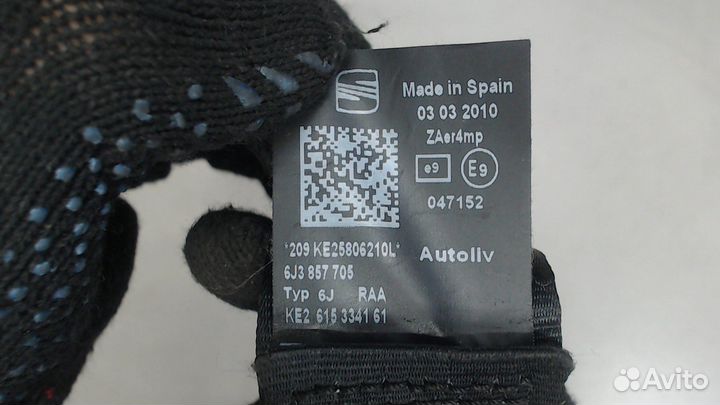 Made in Spain
03 03 2010
ZAer4mp
e9 E9
047152
*209 KE25806210L*
Autoliv
6J3 857 705
Typ 6J RAA
KE2 615 3341 61
Avito